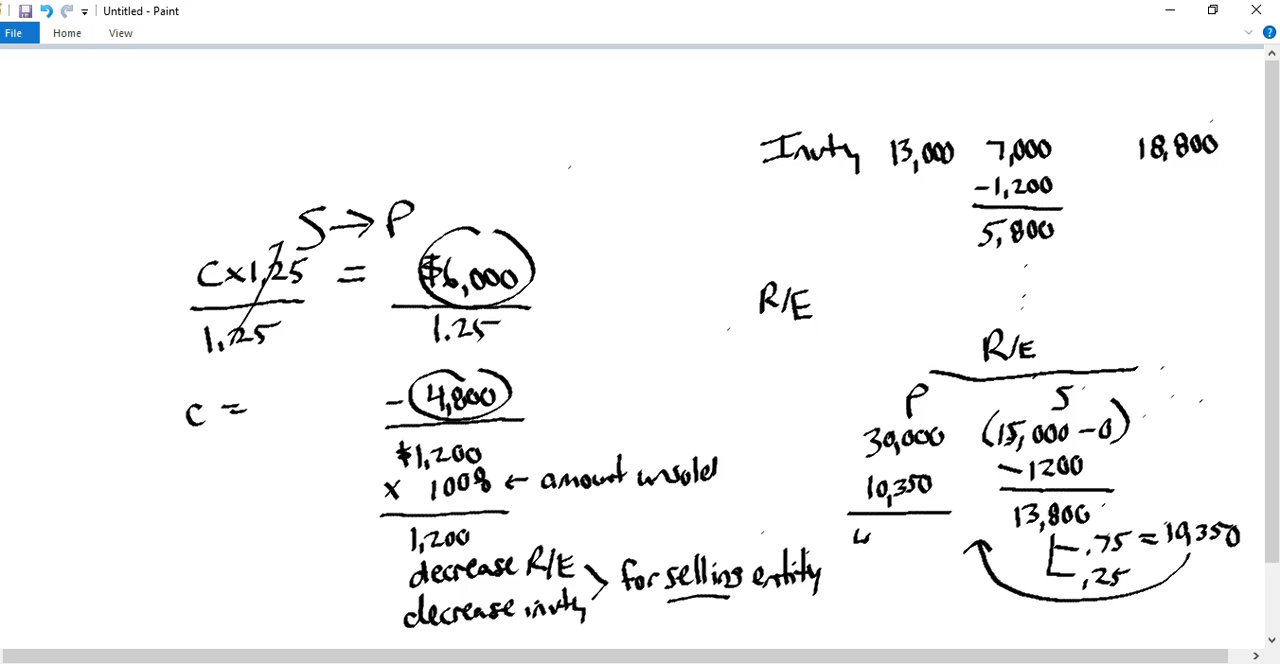 Untitled - Paint
File Home View
S → P
C x 1.25 = $6,000
1.25 1.25
C = - 4,800
$1,200
x 100% ← amount unsold
1,200
decrease R/E
decrease invty
for selling entity
Invty 13,000 7,000 18,800
-1,200
5,800
R/E
R/E
P S
30,000 (15,000 - 0)
10,350 - 1200
13,800
.75 = 10,350
.25